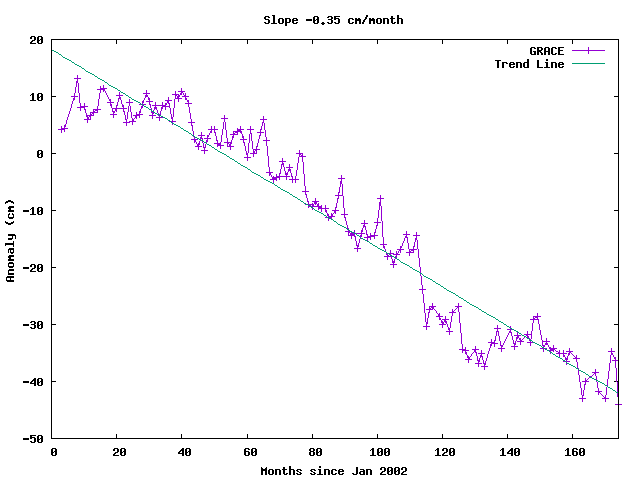 Slope -0.35 cm/month
GRACE
Trend Line
20
10
0
-10
-20
-30
-40
-50
Anomaly (cm)
0 20 40 60 80 100 120 140 160
Months since Jan 2002